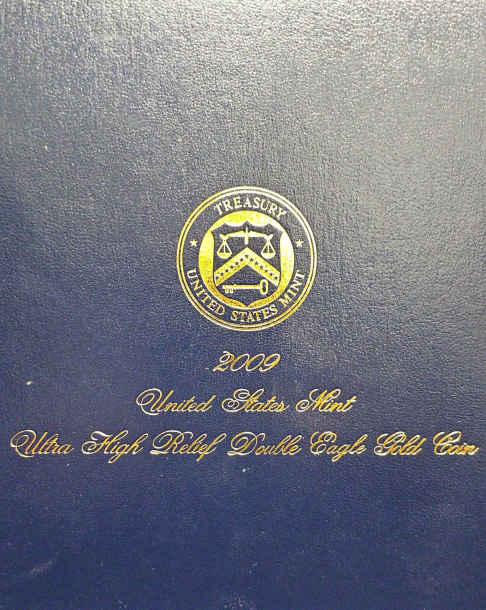 TREASURY
UNITED STATES MINT
2009
United States Mint
Ultra High Relief Double Eagle Gold Coin